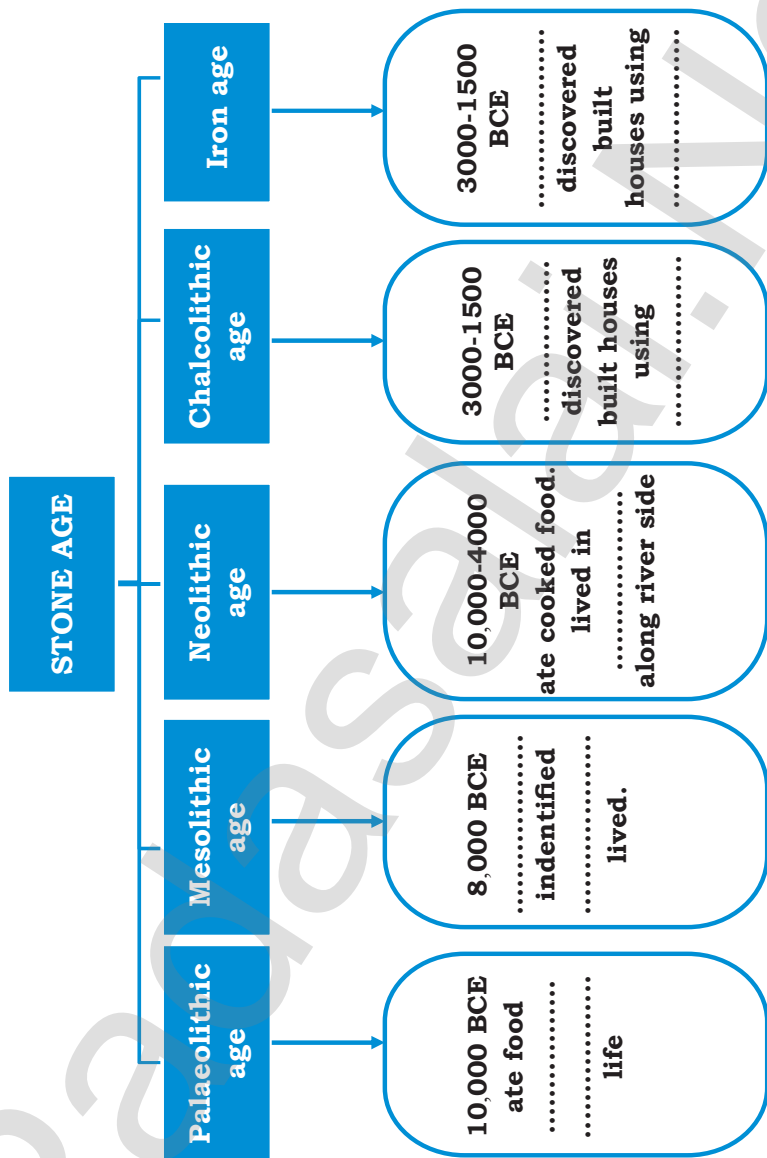 STONE AGE
Palaeolithic
age
Mesolithic
age
Neolithic
age
Chalcolithic
age
Iron age
10,000 BCE
ate food
..................
..................
life
8,000 BCE
..................
indentified
..................
lived.
10,000-4000
BCE
ate cooked food.
lived in
..................
along river side
3000-1500
BCE
..................
discovered
built houses
using
..................
3000-1500
BCE
..................
discovered
built
houses using
..................